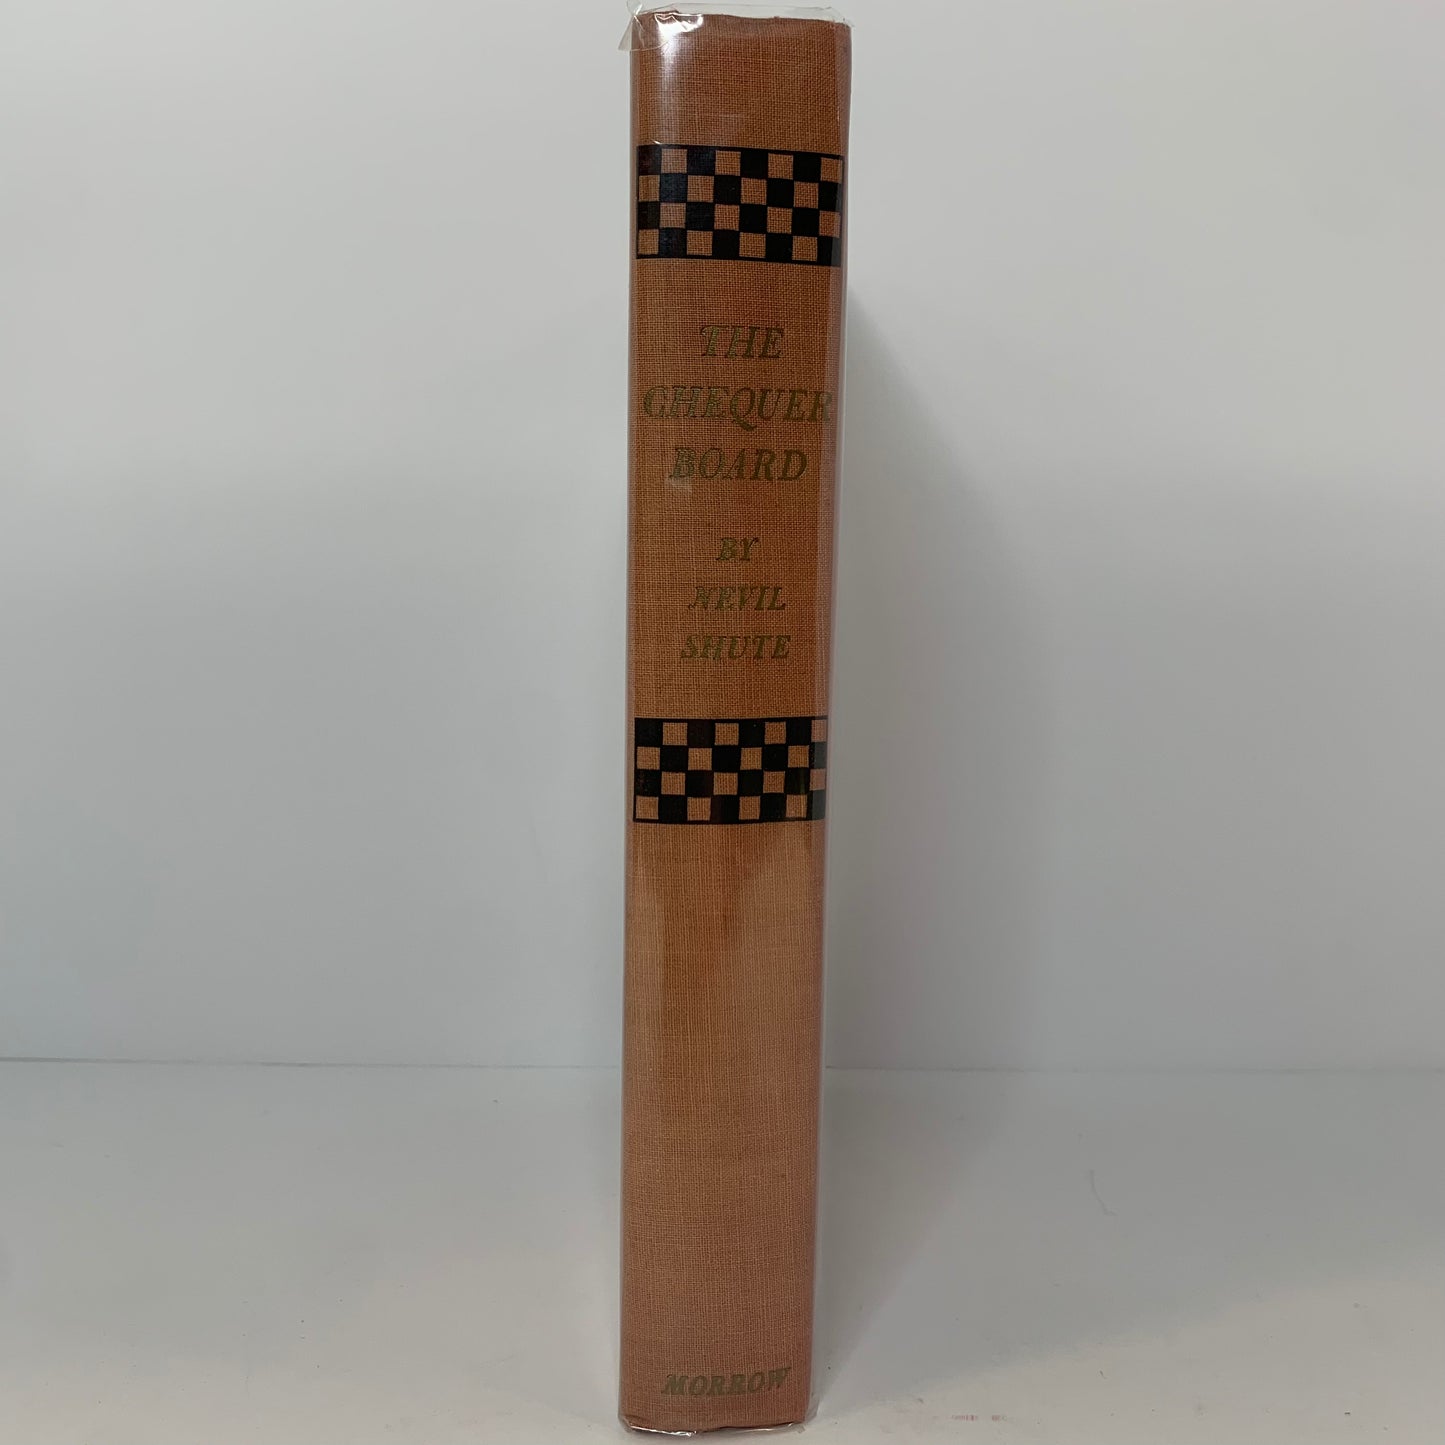 THE
CHEQUER
BOARD
BY
NEVIL
SHUTE
MORROW